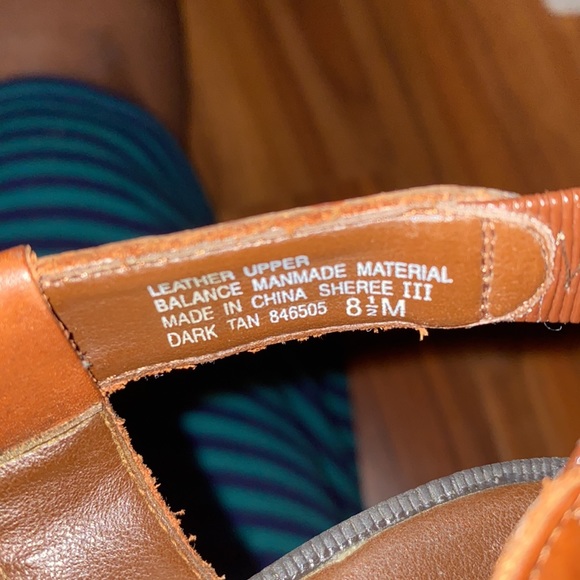 LEATHER UPPER
BALANCE MANMADE MATERIAL
MADE IN CHINA SHEREE III
DARK TAN 846505 8½M